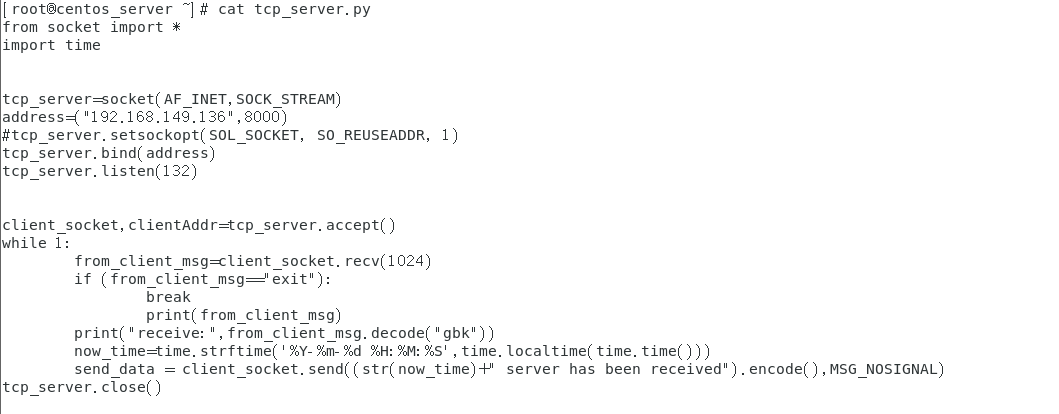 [root@centos_server ~]# cat tcp_server.py
from socket import *
import time
tcp_server=socket(AF_INET,SOCK_STREAM)
address=("192.168.149.136",8000)
#tcp_server.setsockopt(SOL_SOCKET, SO_REUSEADDR, 1)
tcp_server.bind(address)
tcp_server.listen(132)
client_socket,clientAddr=tcp_server.accept()
while 1:
        from_client_msg=client_socket.recv(1024)
        if (from_client_msg=="exit"):
                break
                print(from_client_msg)
        print("receive:",from_client_msg.decode("gbk"))
        now_time=time.strftime('%Y-%m-%d %H:%M:%S',time.localtime(time.time()))
        send_data = client_socket.send((str(now_time)+" server has been received").encode(),MSG_NOSIGNAL)
tcp_server.close()